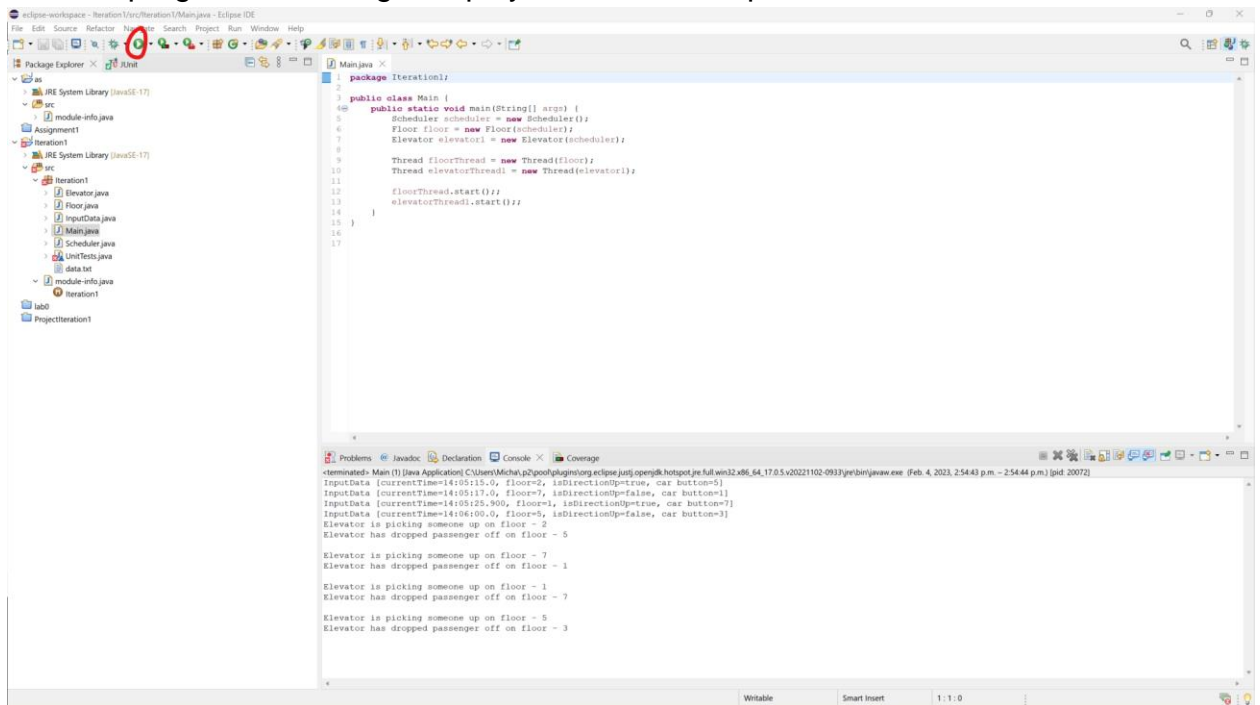 eclipse-workspace - Iteration1/src/Iteration1/Main.java - Eclipse IDE
File Edit Source Refactor Navigate Search Project Run Window Help
Package Explorer
JUnit
as
JRE System Library [JavaSE-17]
src
module-info.java
Assignment1
Iteration1
JRE System Library [JavaSE-17]
src
Iteration1
Elevator.java
Floor.java
InputData.java
Main.java
Scheduler.java
UnitTests.java
data.txt
module-info.java
Iteration1
lab0
ProjectIteration1
Main.java
1 package Iteration1;
2
3 public class Main {
4 public static void main(String[] args) {
5 Scheduler scheduler = new Scheduler();
6 Floor floor = new Floor(scheduler);
7 Elevator elevator1 = new Elevator(scheduler);
8
9 Thread floorThread = new Thread(floor);
10 Thread elevatorThread1 = new Thread(elevator1);
11
12 floorThread.start();;
13 elevatorThread1.start();;
14 }
15 }
16
17
Problems Javadoc Declaration Console Coverage
<terminated> Main (1) [Java Application] C:\Users\Micha\.p2\pool\plugins\org.eclipse.justj.openjdk.hotspot.jre.full.win32.x86_64_17.0.5.v20221102-0933\jre\bin\javaw.exe (Feb. 4, 2023, 2:54:43 p.m. – 2:54:44 p.m.) [pid: 20072]
InputData [currentTime=14:05:15.0, floor=2, isDirectionUp=true, car button=5]
InputData [currentTime=14:05:17.0, floor=7, isDirectionUp=false, car button=1]
InputData [currentTime=14:05:25.900, floor=1, isDirectionUp=true, car button=7]
InputData [currentTime=14:06:00.0, floor=5, isDirectionUp=false, car button=3]
Elevator is picking someone up on floor - 2
Elevator has dropped passenger off on floor - 5
Elevator is picking someone up on floor - 7
Elevator has dropped passenger off on floor - 1
Elevator is picking someone up on floor - 1
Elevator has dropped passenger off on floor - 7
Elevator is picking someone up on floor - 5
Elevator has dropped passenger off on floor - 3
Writable Smart Insert 1 : 1 : 0